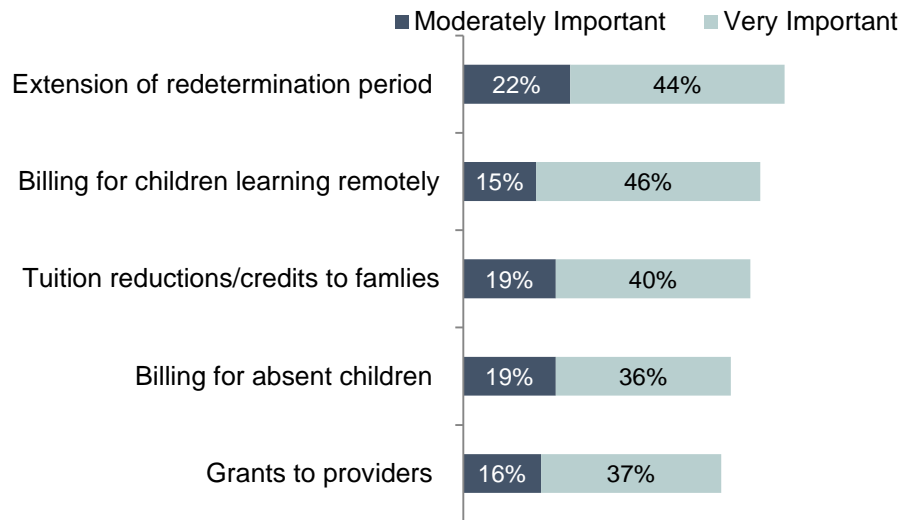 Moderately Important Very Important
Extension of redetermination period 22% 44%
Billing for children learning remotely 15% 46%
Tuition reductions/credits to famlies 19% 40%
Billing for absent children 19% 36%
Grants to providers 16% 37%